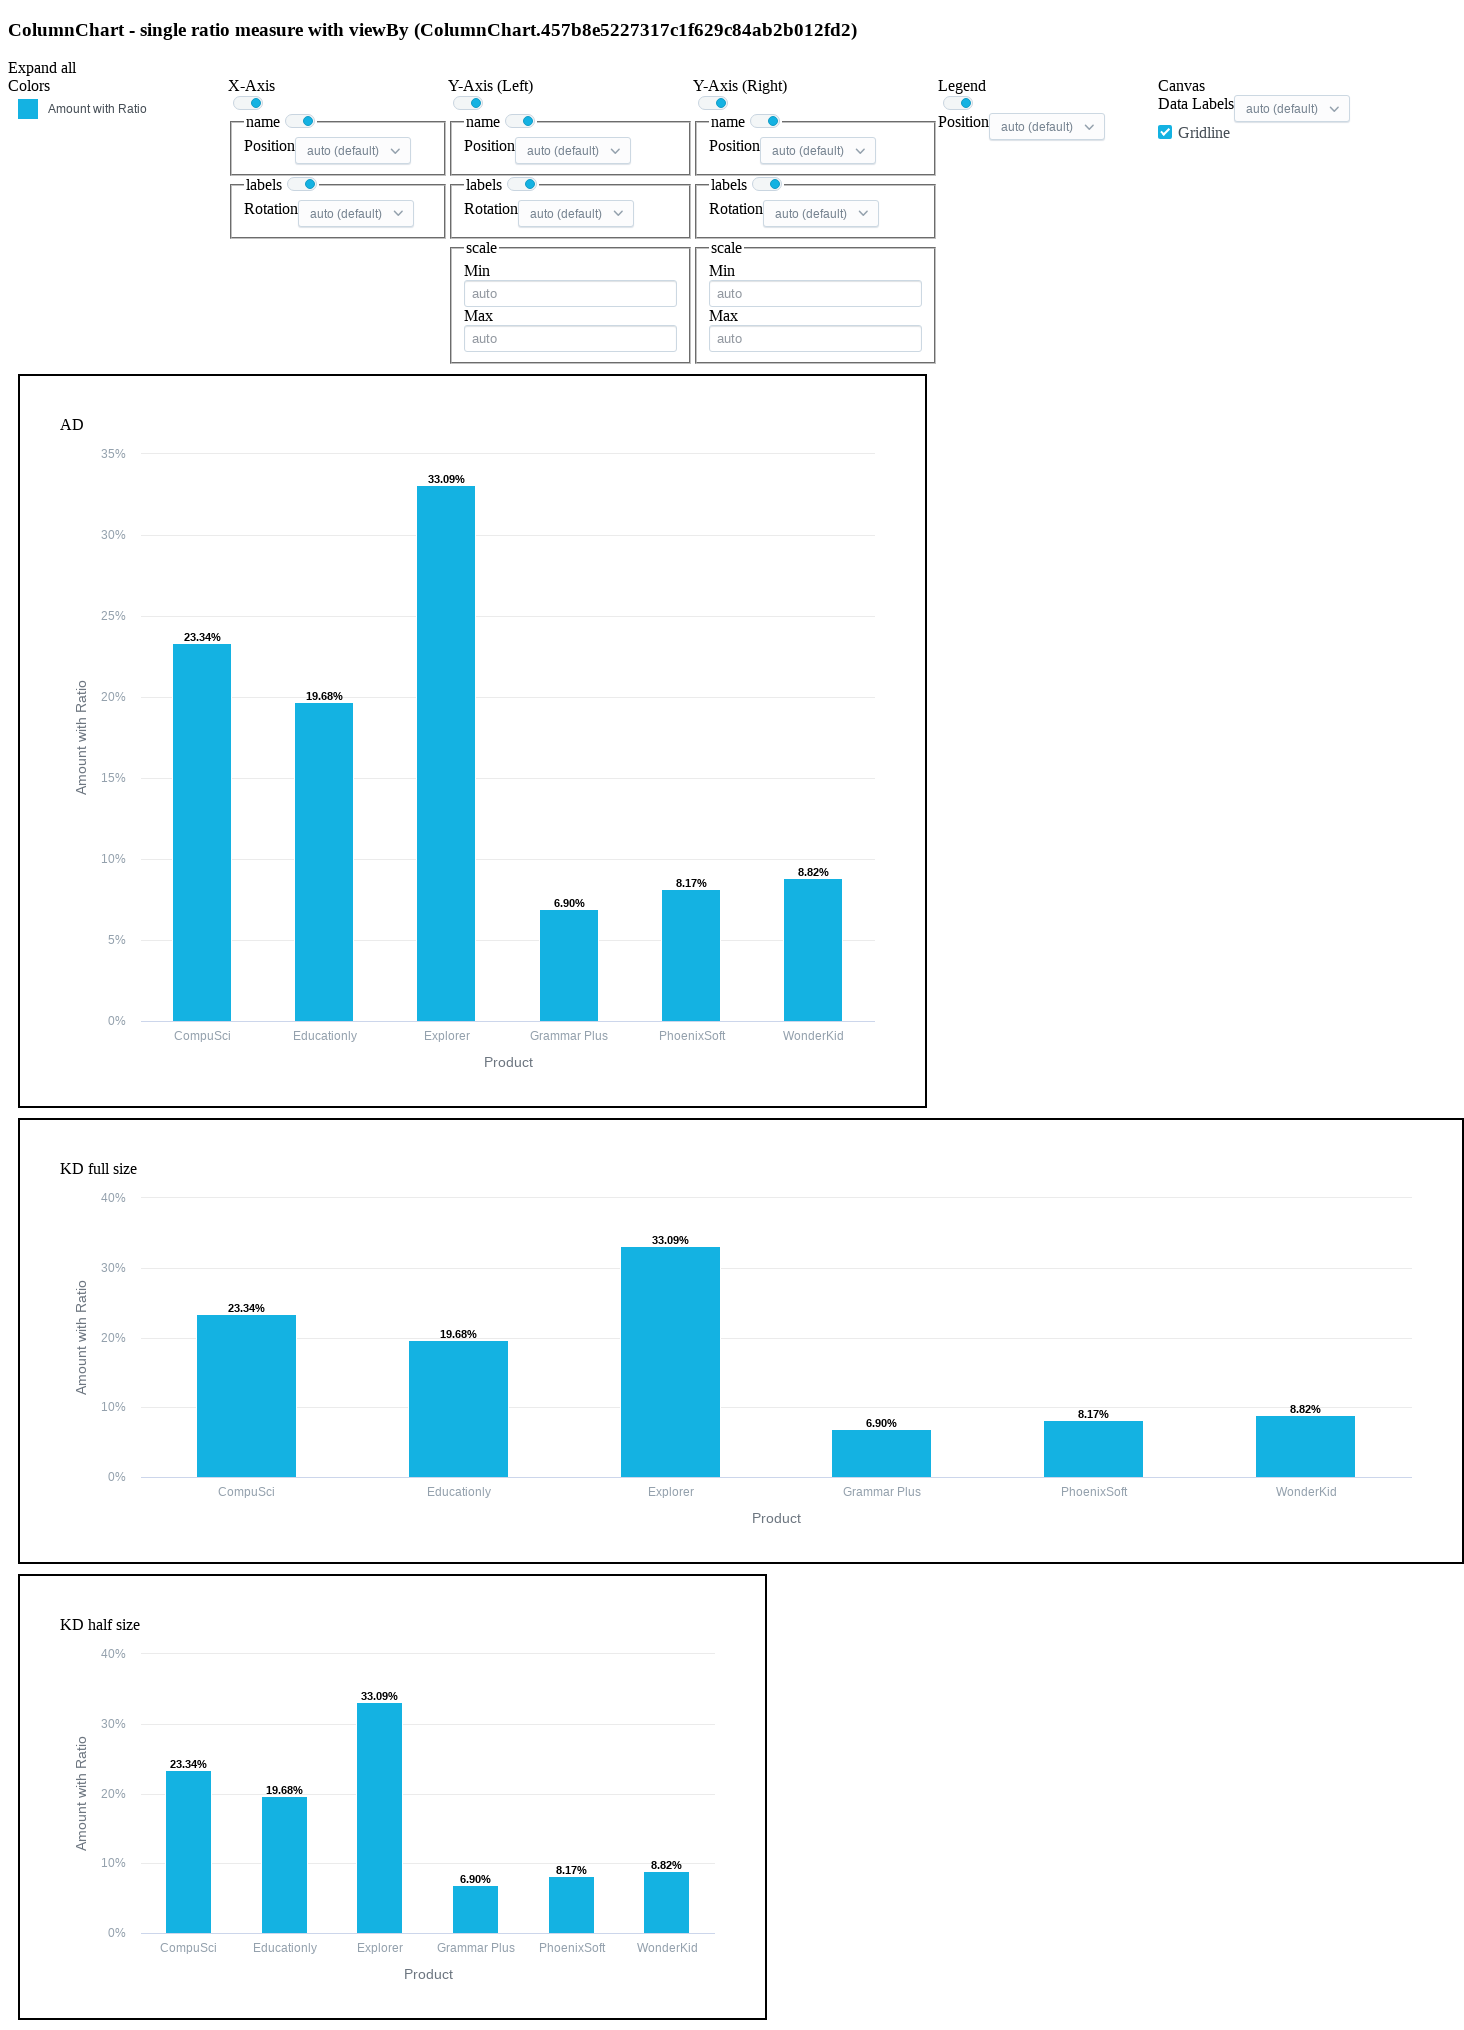 ColumnChart - single ratio measure with viewBy (ColumnChart.457b8e5227317c1f629c84ab2b012fd2)
Expand all
Colors
Amount with Ratio
X-Axis
name
Position auto (default)
labels
Rotation auto (default)
Y-Axis (Left)
name
Position auto (default)
labels
Rotation auto (default)
scale
Min
auto
Max
auto
Y-Axis (Right)
name
Position auto (default)
labels
Rotation auto (default)
scale
Min
auto
Max
auto
Legend
Position auto (default)
Canvas
Data Labels auto (default)
Gridline
AD
Amount with Ratio
35%
30%
25%
20%
15%
10%
5%
0%
23.34%
19.68%
33.09%
6.90%
8.17%
8.82%
CompuSci
Educationly
Explorer
Grammar Plus
PhoenixSoft
WonderKid
Product
KD full size
Amount with Ratio
40%
30%
20%
10%
0%
23.34%
19.68%
33.09%
6.90%
8.17%
8.82%
CompuSci
Educationly
Explorer
Grammar Plus
PhoenixSoft
WonderKid
Product
KD half size
Amount with Ratio
40%
30%
20%
10%
0%
23.34%
19.68%
33.09%
6.90%
8.17%
8.82%
CompuSci
Educationly
Explorer
Grammar Plus
PhoenixSoft
WonderKid
Product